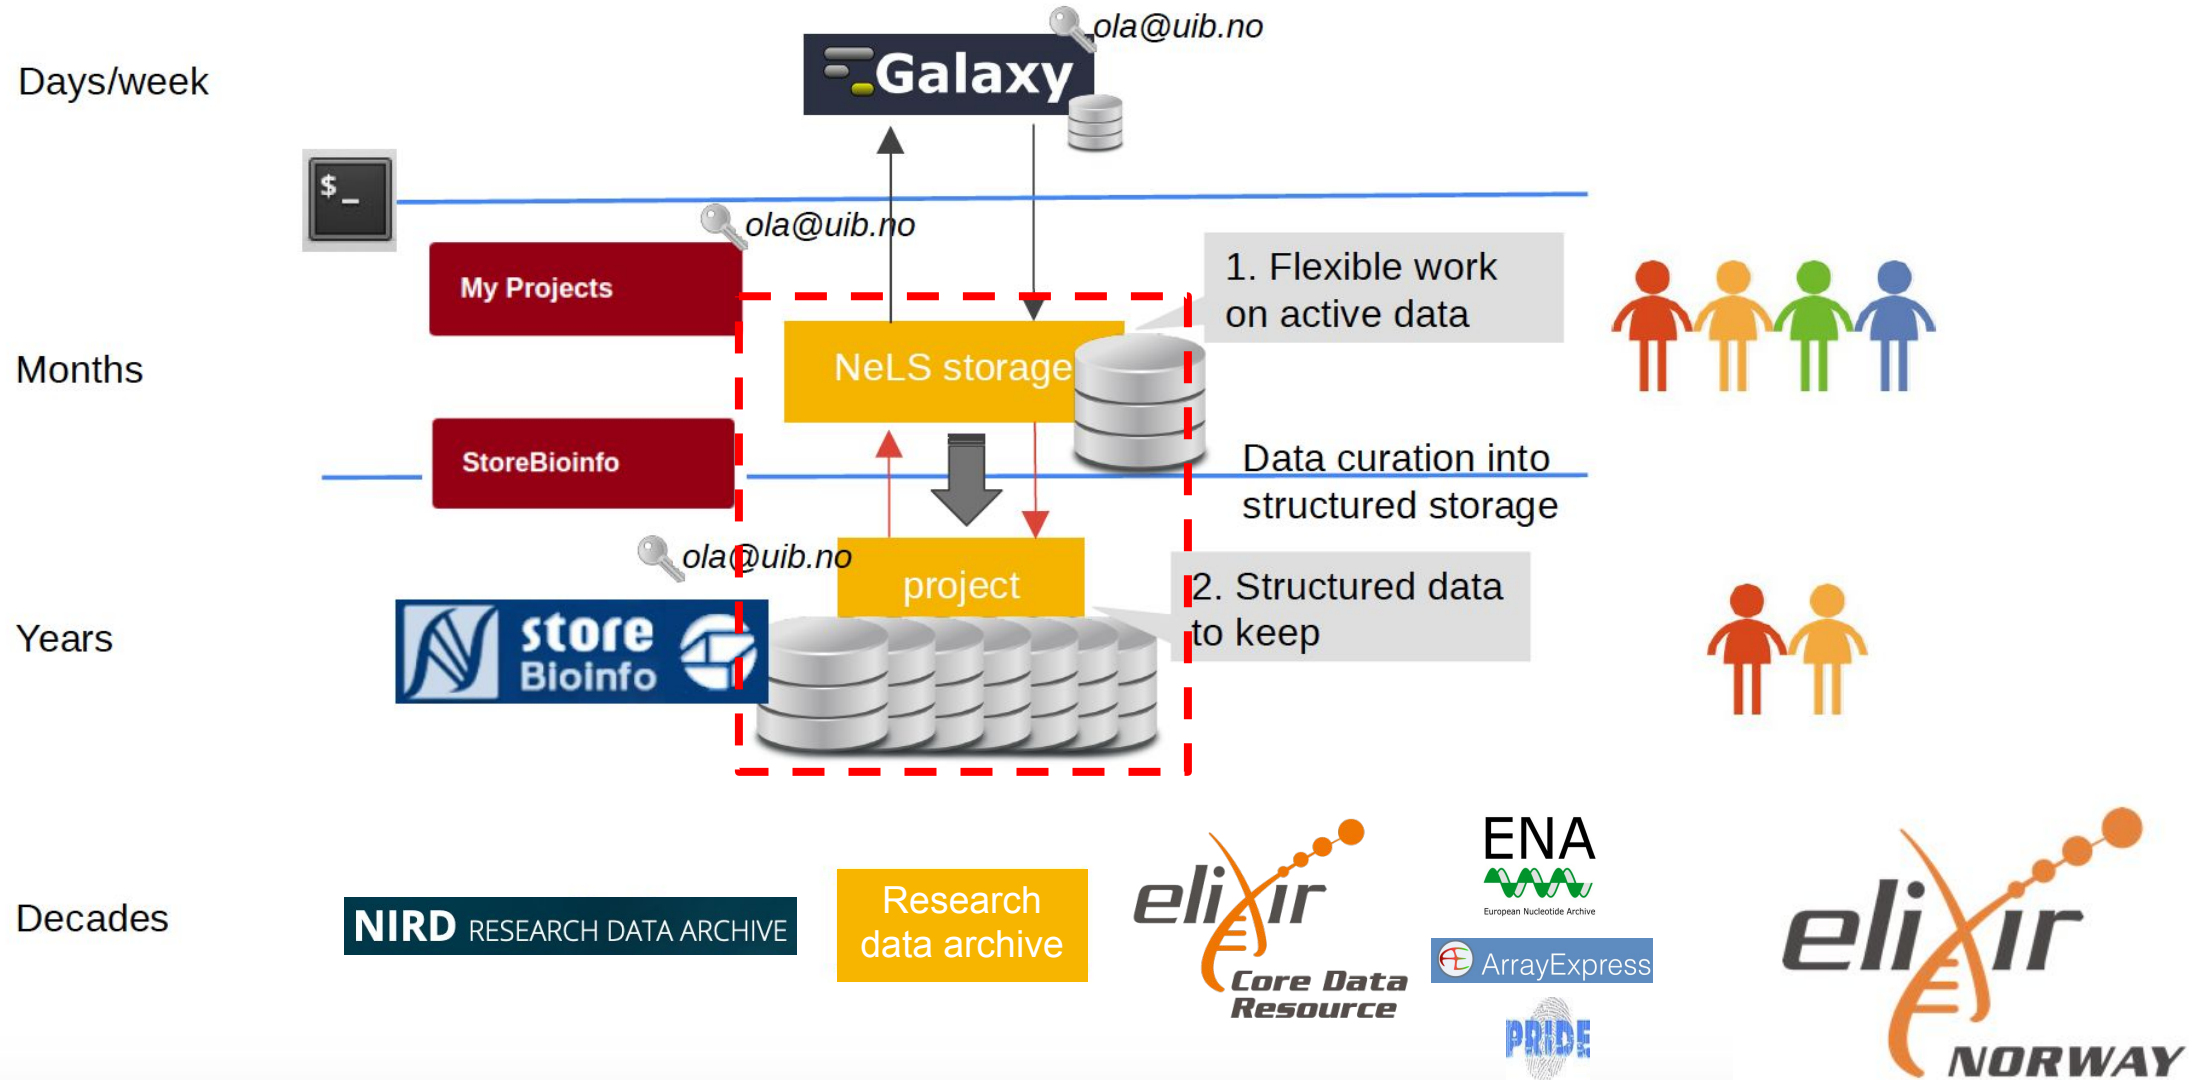 ola@uib.no
Days/week
Galaxy
$_
ola@uib.no
My Projects
1. Flexible work
on active data
Months
NeLS storage
StoreBioinfo
Data curation into
structured storage
ola@uib.no
project
2. Structured data
to keep
Years
store
Bioinfo
Decades
NIRD RESEARCH DATA ARCHIVE
Research
data archive
elixir
Core Data
Resource
ENA
European Nucleotide Archive
ArrayExpress
PRIDE
elixir
NORWAY